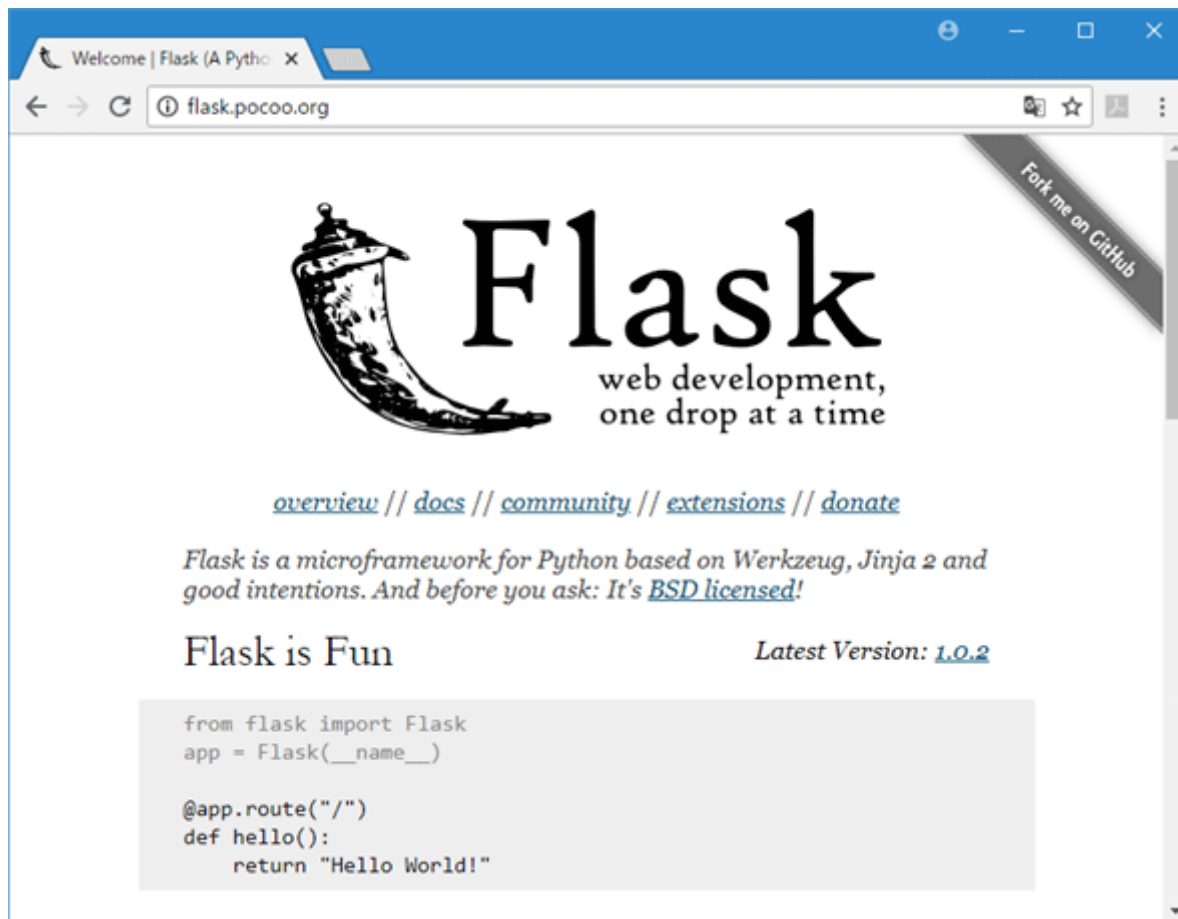 Welcome | Flask (A Pytho
flask.pocoo.org
Fork me on GitHub
Flask
web development,
one drop at a time
overview // docs // community // extensions // donate
Flask is a microframework for Python based on Werkzeug, Jinja 2 and
good intentions. And before you ask: It's BSD licensed!
Flask is Fun
Latest Version: 1.0.2
from flask import Flask
app = Flask(__name__)
@app.route("/")
def hello():
    return "Hello World!"